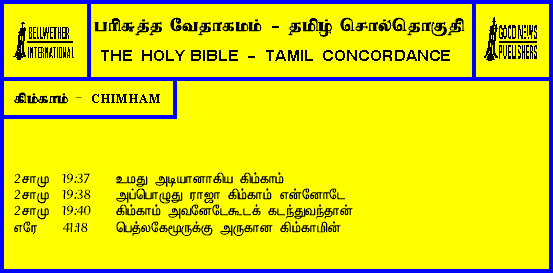 BELLWETHER
INTERNATIONAL
பரிசுத்த வேதாகமம் - தமிழ் சொல்தொகுதி
THE HOLY BIBLE - TAMIL CONCORDANCE
GOOD NEWS
PUBLISHERS
கிம்காம் - CHIMHAM
2சாமு 19:37 உமது அடியானாகிய கிம்காம்
2சாமு 19:38 அப்பொழுது ராஜா கிம்காம் என்னோடே
2சாமு 19:40 கிம்காம் அவனேடேகூடக் கடந்துவந்தான்
எரே 41:18 பெத்லகேமூருக்கு அருகான கிம்காமின்